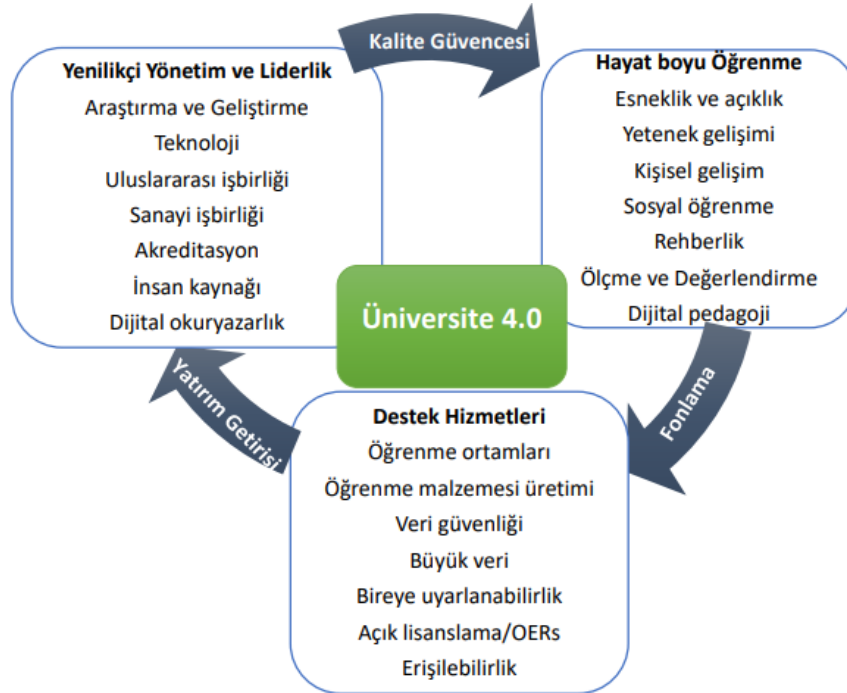 Kalite Güvencesi
Yenilikçi Yönetim ve Liderlik
Araştırma ve Geliştirme
Teknoloji
Uluslararası işbirliği
Sanayi işbirliği
Akreditasyon
İnsan kaynağı
Dijital okuryazarlık
Hayat boyu Öğrenme
Esneklik ve açıklık
Yetenek gelişimi
Kişisel gelişim
Sosyal öğrenme
Rehberlik
Ölçme ve Değerlendirme
Dijital pedagoji
Üniversite 4.0
Yatırım Getirisi
Fonlama
Destek Hizmetleri
Öğrenme ortamları
Öğrenme malzemesi üretimi
Veri güvenliği
Büyük veri
Bireye uyarlanabilirlik
Açık lisanslama/OERs
Erişilebilirlik